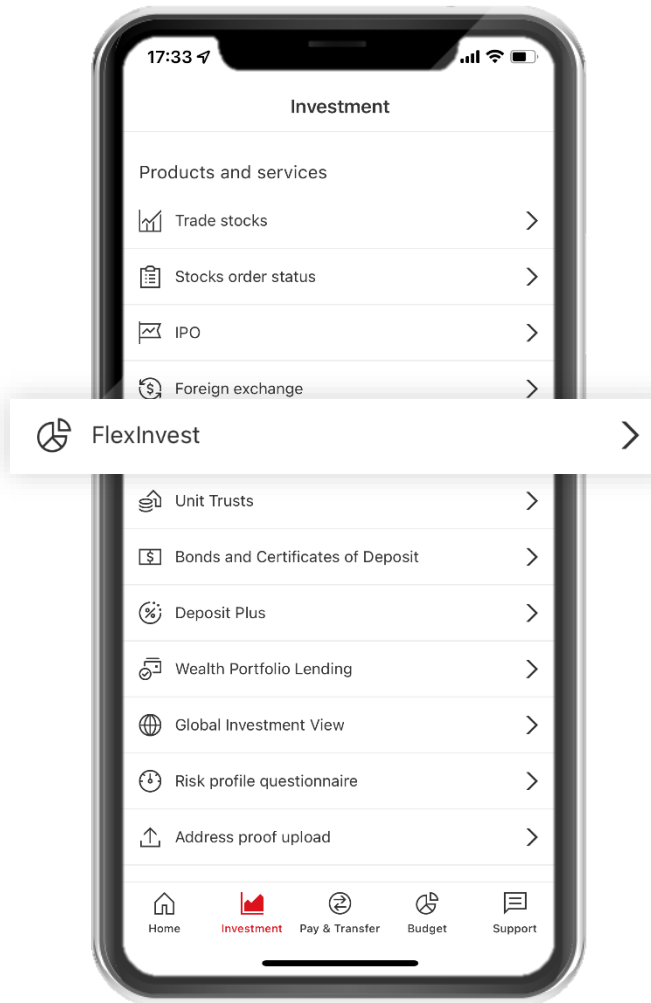 17:33
Investment
Products and services
Trade stocks
Stocks order status
IPO
Foreign exchange
FlexInvest
Unit Trusts
Bonds and Certificates of Deposit
Deposit Plus
Wealth Portfolio Lending
Global Investment View
Risk profile questionnaire
Address proof upload
Home Investment Pay & Transfer Budget Support